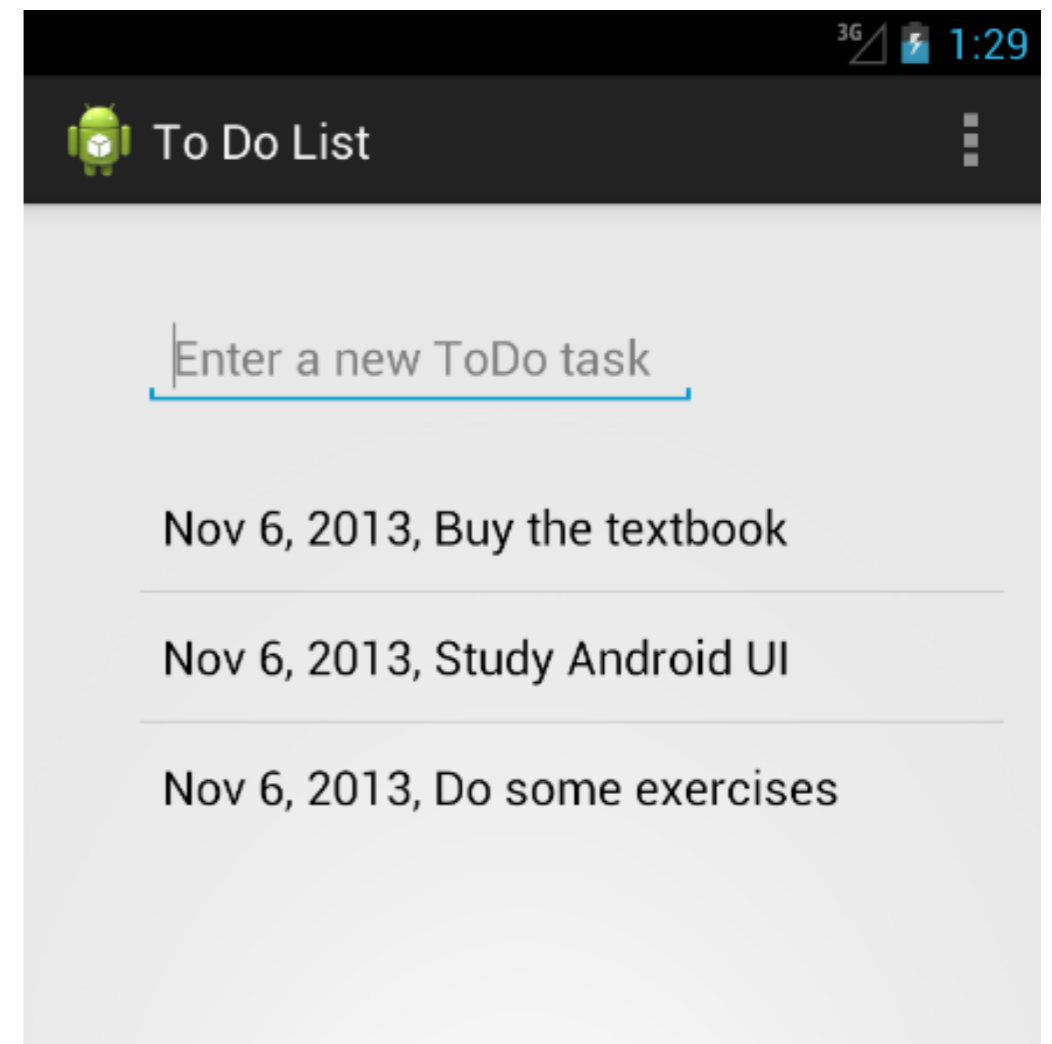 3G 1:29
To Do List
Enter a new ToDo task
Nov 6, 2013, Buy the textbook
Nov 6, 2013, Study Android UI
Nov 6, 2013, Do some exercises